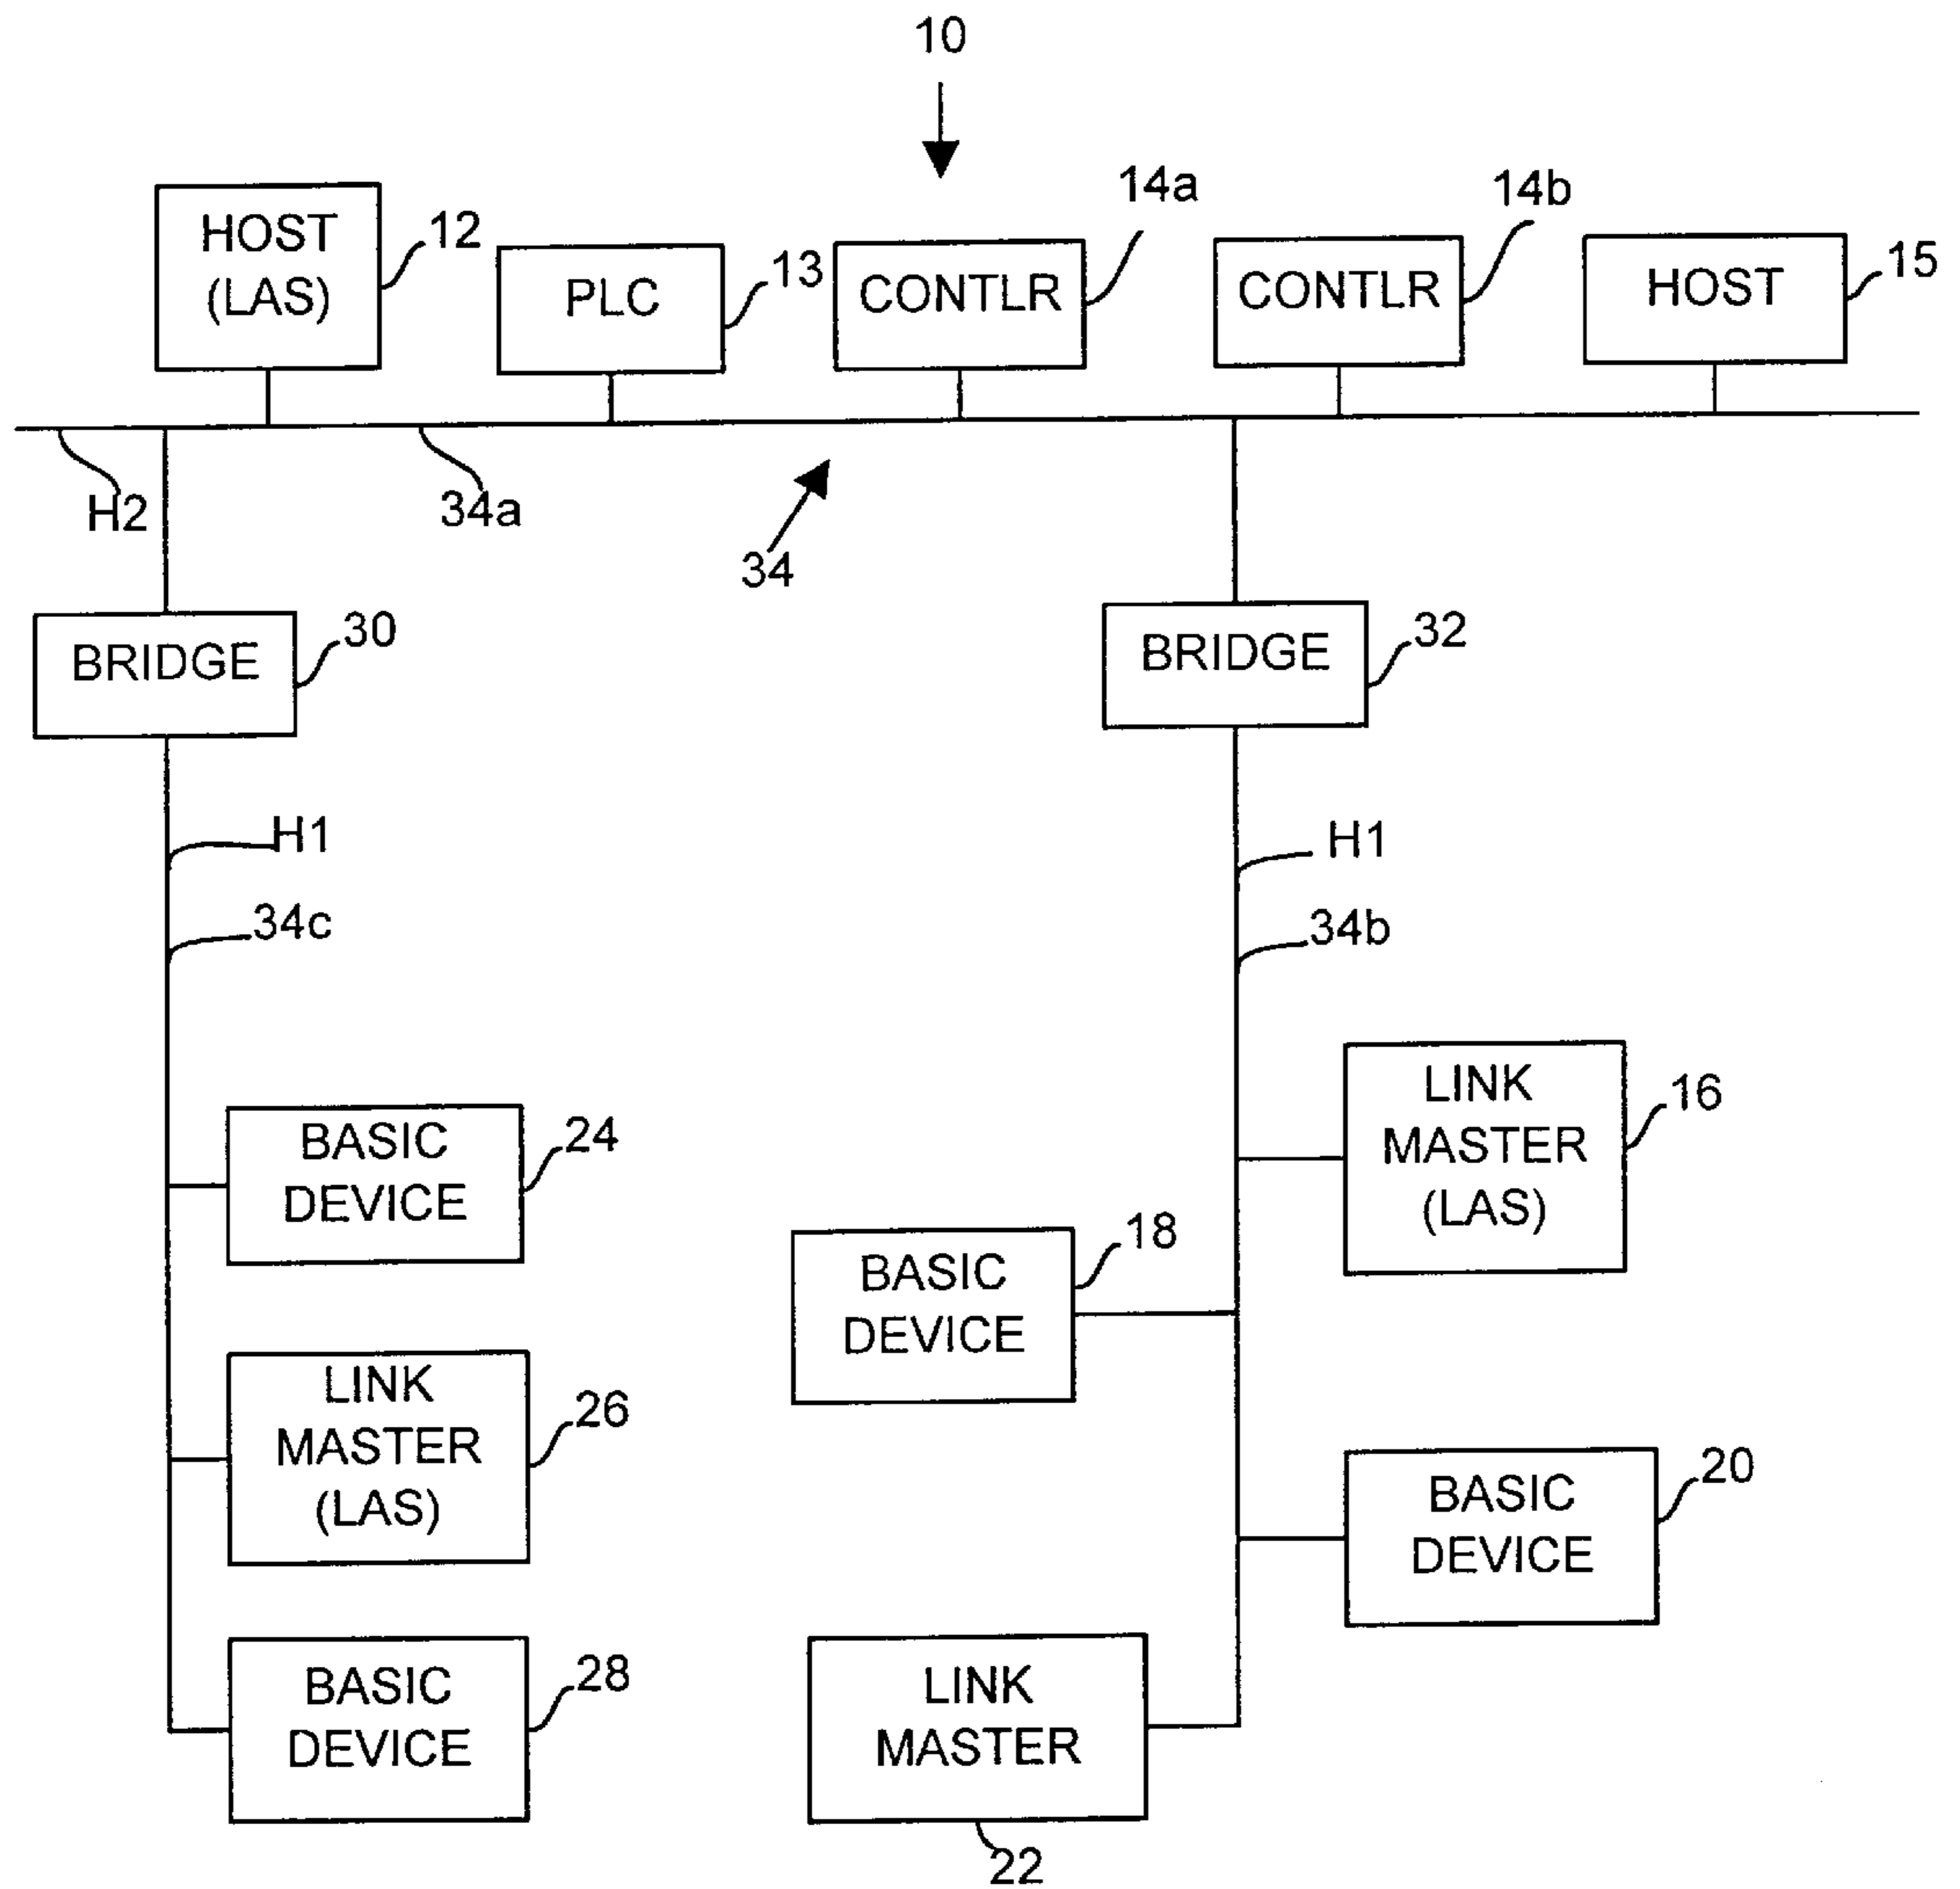 10
HOST
(LAS)
12
PLC
13
CONTLR
14a
CONTLR
14b
HOST
15
H2
34a
34
BRIDGE
30
BRIDGE
32
H1
34c
H1
34b
BASIC
DEVICE
24
LINK
MASTER
(LAS)
26
BASIC
DEVICE
28
LINK
MASTER
(LAS)
16
BASIC
DEVICE
18
BASIC
DEVICE
20
LINK
MASTER
22